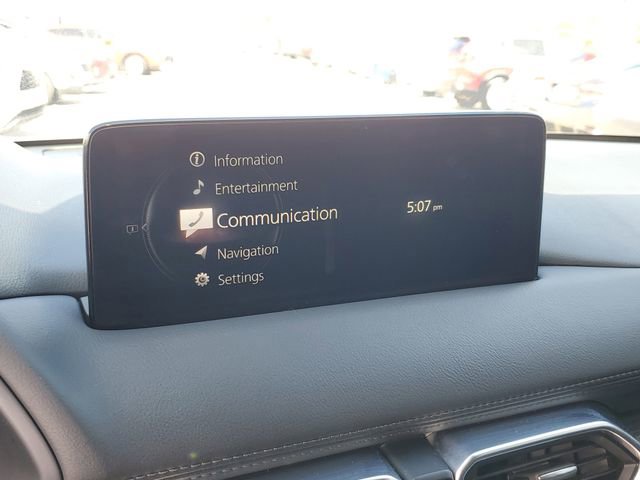 Information
Entertainment
Communication
5:07 pm
Navigation
Settings